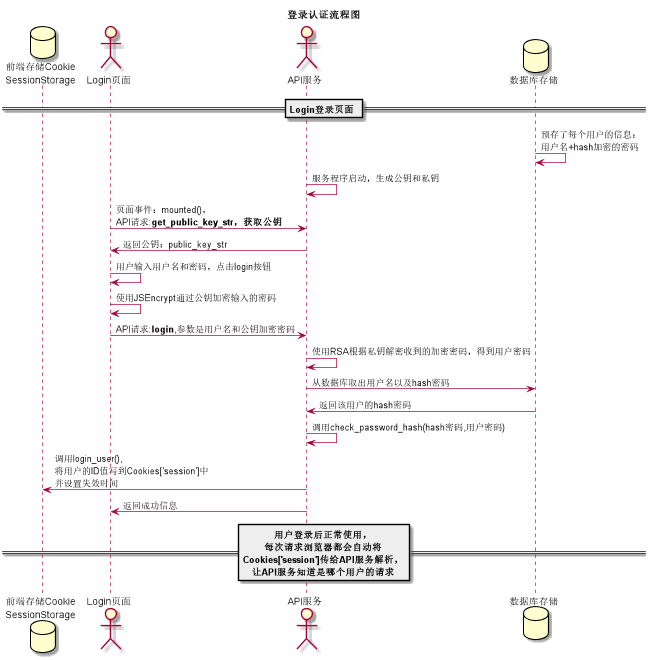 登录认证流程图
前端存储Cookie
SessionStorage
Login页面
API服务
数据库存储
Login登录页面
预存了每个用户的信息：
用户名+hash加密的密码
服务程序启动，生成公钥和私钥
页面事件：mounted()，
API请求:get_public_key_str，获取公钥
返回公钥：public_key_str
用户输入用户名和密码，点击login按钮
使用JSEncrypt通过公钥加密输入的密码
API请求:login,参数是用户名和公钥加密密码
使用RSA根据私钥解密收到的加密密码，得到用户密码
从数据库取出用户名以及hash密码
返回该用户的hash密码
调用check_password_hash(hash密码,用户密码)
调用login_user(),
将用户的ID值写到Cookies['session']中
并设置失效时间
返回成功信息
用户登录后正常使用，
每次请求浏览器都会自动将
Cookies['session']传给API服务解析，
让API服务知道是哪个用户的请求
前端存储Cookie
SessionStorage
Login页面
API服务
数据库存储